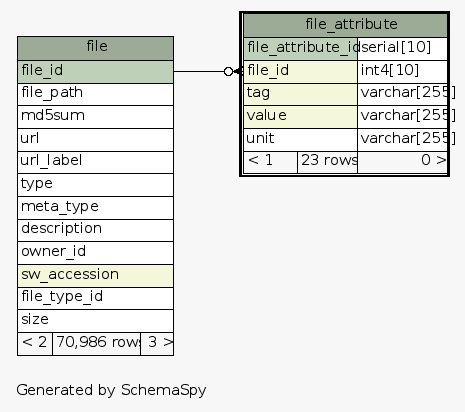 file
file_id
file_path
md5sum
url
url_label
type
meta_type
description
owner_id
sw_accession
file_type_id
size
< 2 70,986 rows 3 >
file_attribute
file_attribute_id serial[10]
file_id int4[10]
tag varchar[255]
value varchar[255]
unit varchar[255]
< 1 23 rows 0 >
Generated by SchemaSpy